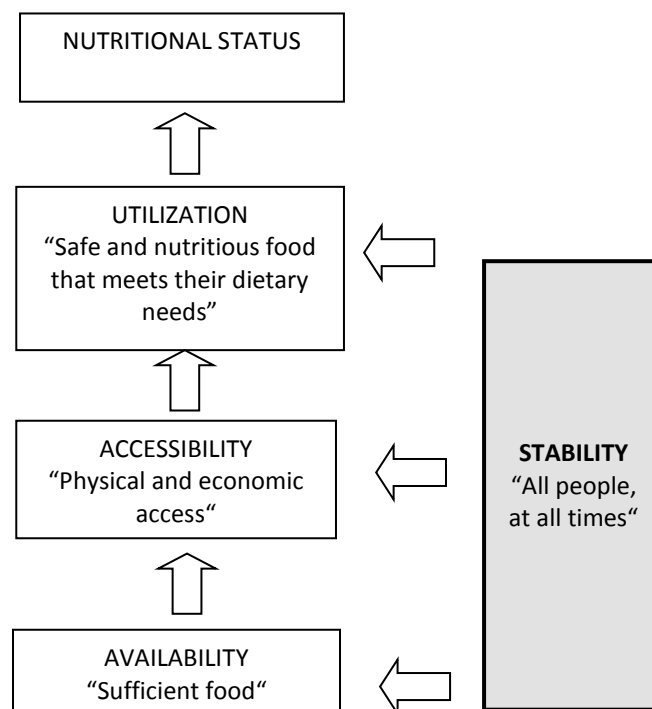 NUTRITIONAL STATUS
UTILIZATION
“Safe and nutritious food
that meets their dietary
needs”
ACCESSIBILITY
“Physical and economic
access“
STABILITY
“All people,
at all times“
AVAILABILITY
“Sufficient food“